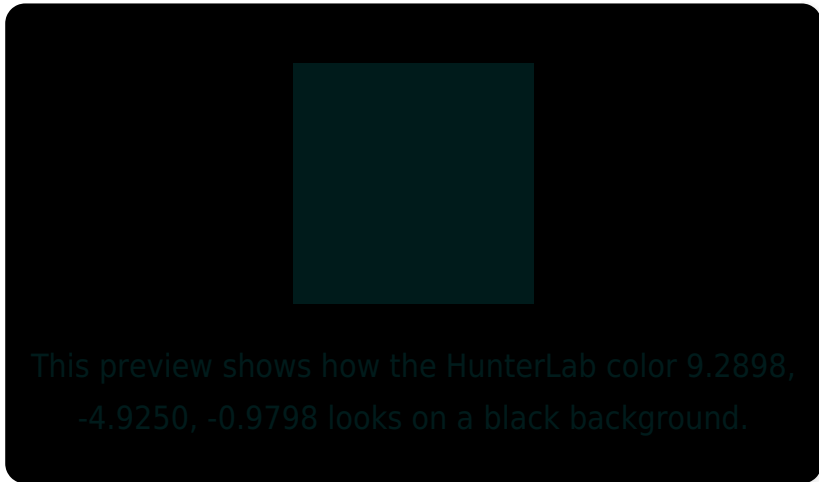 This preview shows how the HunterLab color 9.2898,
-4.9250, -0.9798 looks on a black background.